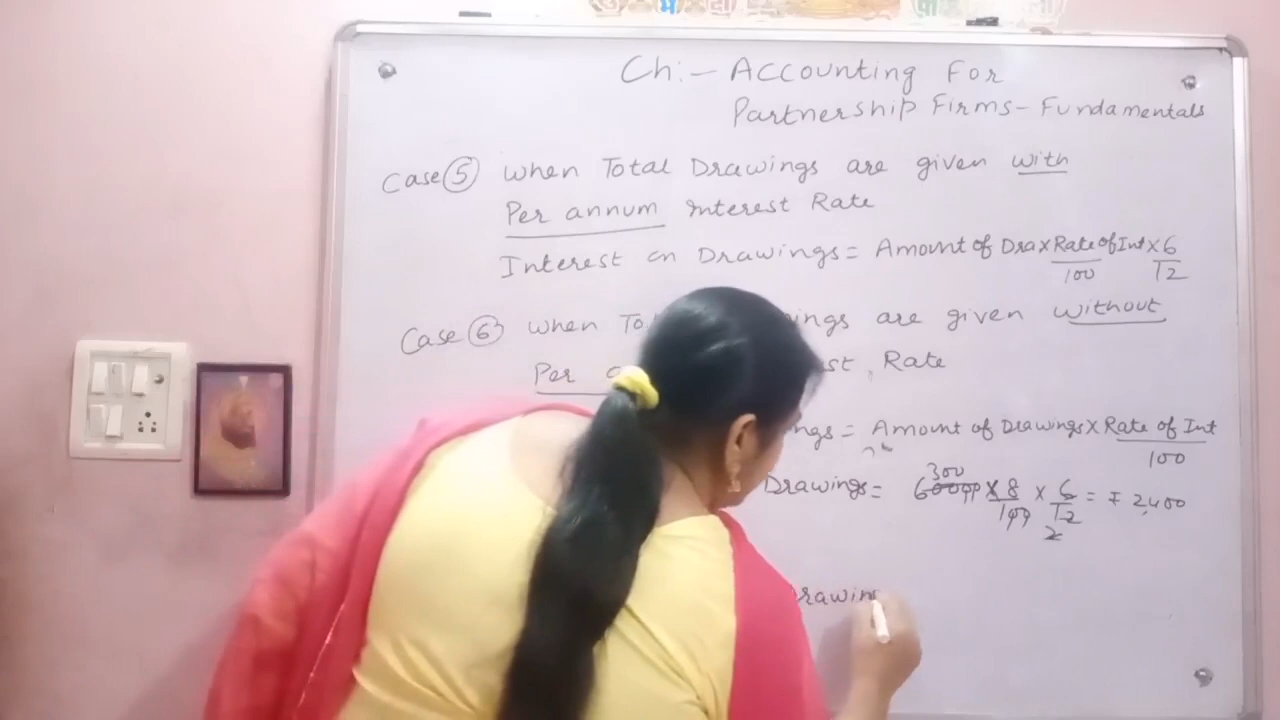 Ch:- Accounting For
Partnership Firms - Fundamentals
Case ⑤ When Total Drawings are given with
Per annum Interest Rate
Interest on Drawings = Amount of Dra x Rate of Int/100 x 6/12
Case ⑥ When To ings are given without
Per st Rate
ngs = Amount of Drawings x Rate of Int/100
Drawings = 60000 300 x 8/100 x 6/12 2 = ₹ 2,400
rawin